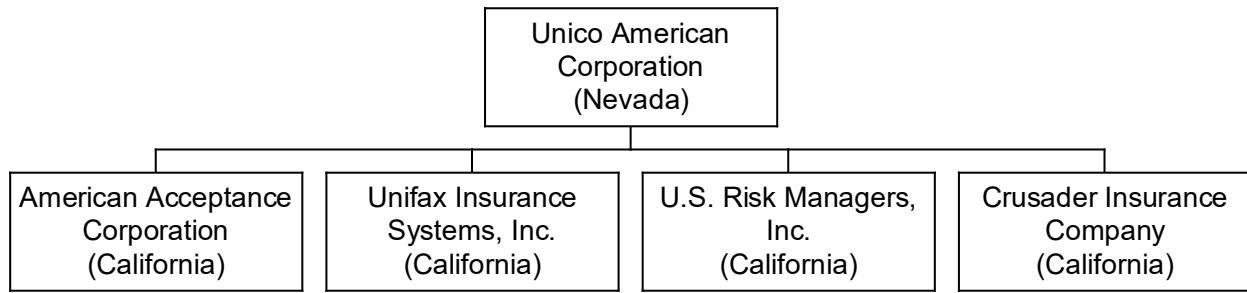 Unico American
Corporation
(Nevada)
American Acceptance
Corporation
(California)
Unifax Insurance
Systems, Inc.
(California)
U.S. Risk Managers,
Inc.
(California)
Crusader Insurance
Company
(California)